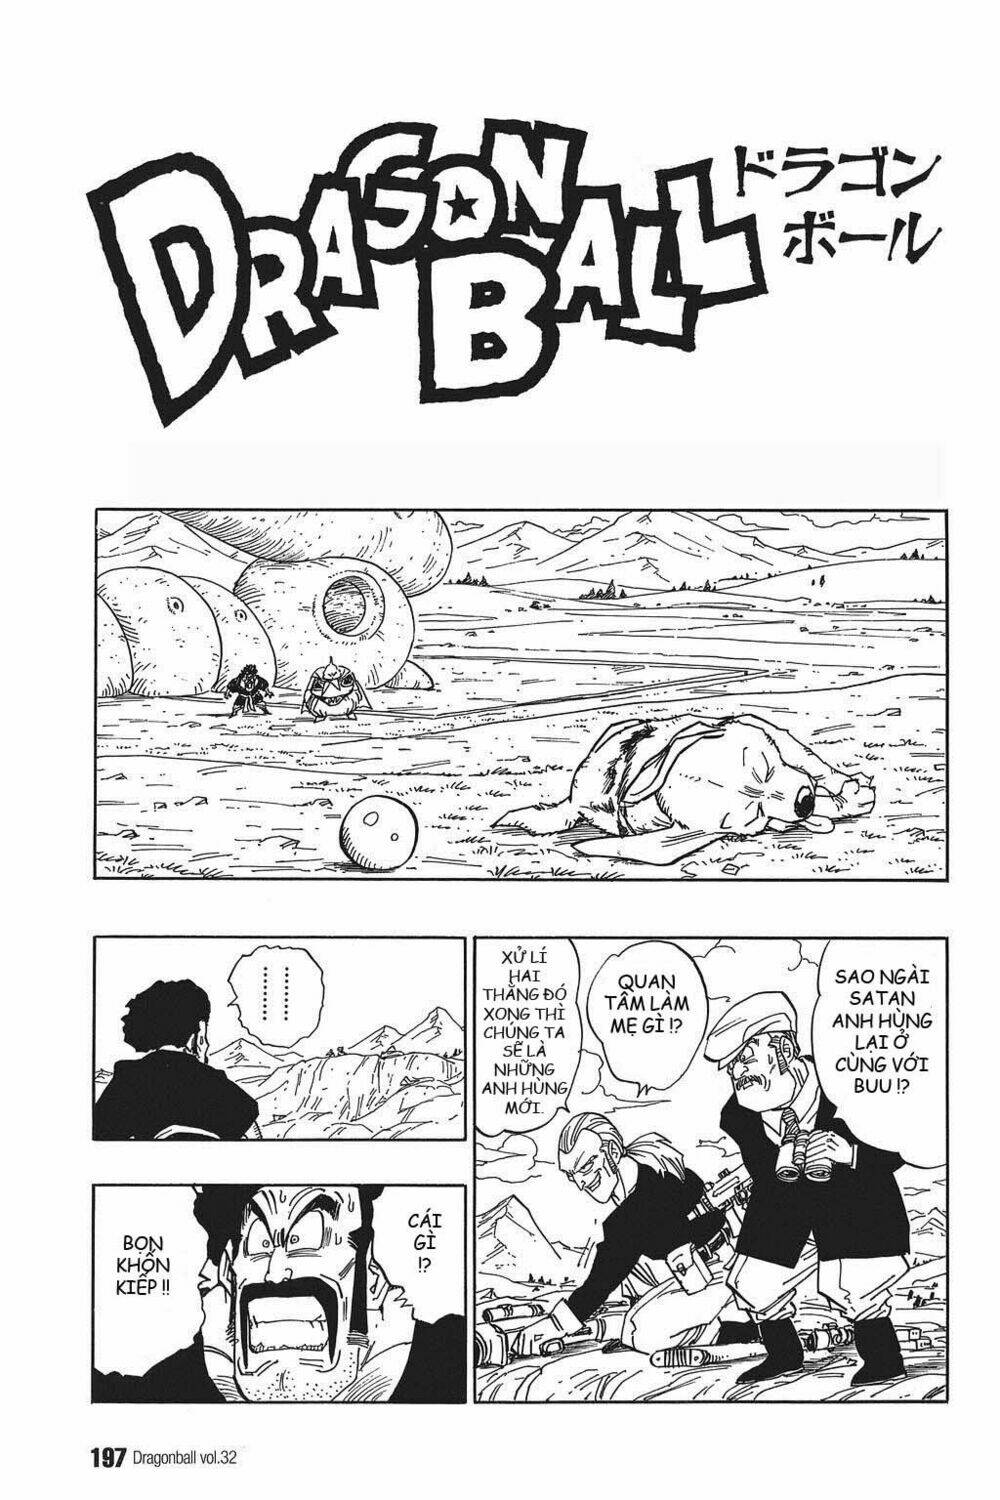 DRAGON
BALL
ドラゴン
ボール
SAO NGÀI
SATAN
ANH HÙNG
LẠI Ở
CÙNG VỚI
BUU !?
QUAN
TÂM LÀM
MẸ GÌ !?
XỬ LÍ
HAI
THẰNG ĐÓ
XONG THÌ
CHÚNG TA
SẼ LÀ
NHỮNG
ANH HÙNG
MỚI.
CÁI
GÌ
!?
BỌN
KHỐN
KIẾP !!
197 Dragonball vol.32